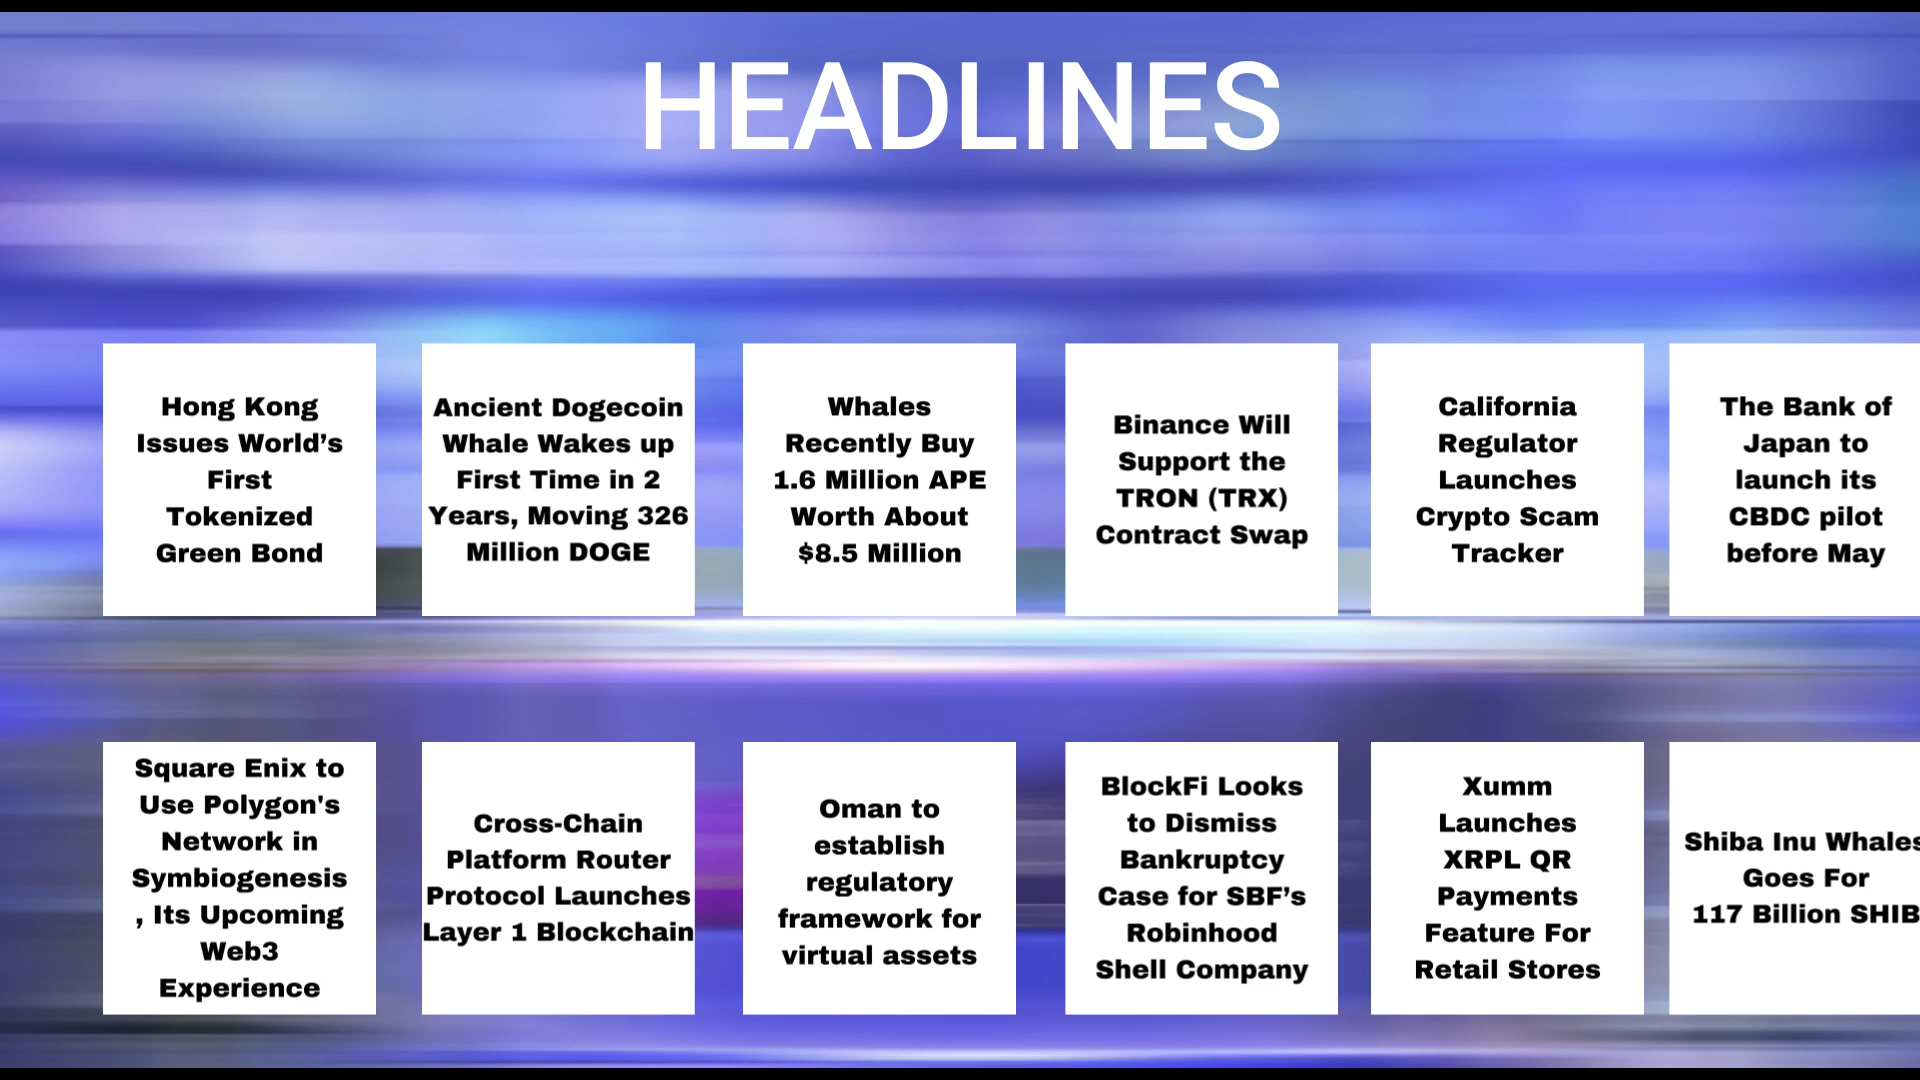 HEADLINES
Hong Kong
Issues World’s
First
Tokenized
Green Bond
Ancient Dogecoin
Whale Wakes up
First Time in 2
Years, Moving 326
Million DOGE
Whales
Recently Buy
1.6 Million APE
Worth About
$8.5 Million
Binance Will
Support the
TRON (TRX)
Contract Swap
California
Regulator
Launches
Crypto Scam
Tracker
The Bank of
Japan to
launch its
CBDC pilot
before May
Square Enix to
Use Polygon's
Network in
Symbiogenesis
, Its Upcoming
Web3
Experience
Cross-Chain
Platform Router
Protocol Launches
Layer 1 Blockchain
Oman to
establish
regulatory
framework for
virtual assets
BlockFi Looks
to Dismiss
Bankruptcy
Case for SBF’s
Robinhood
Shell Company
Xumm
Launches
XRPL QR
Payments
Feature For
Retail Stores
Shiba Inu Whales
Goes For
117 Billion SHIB